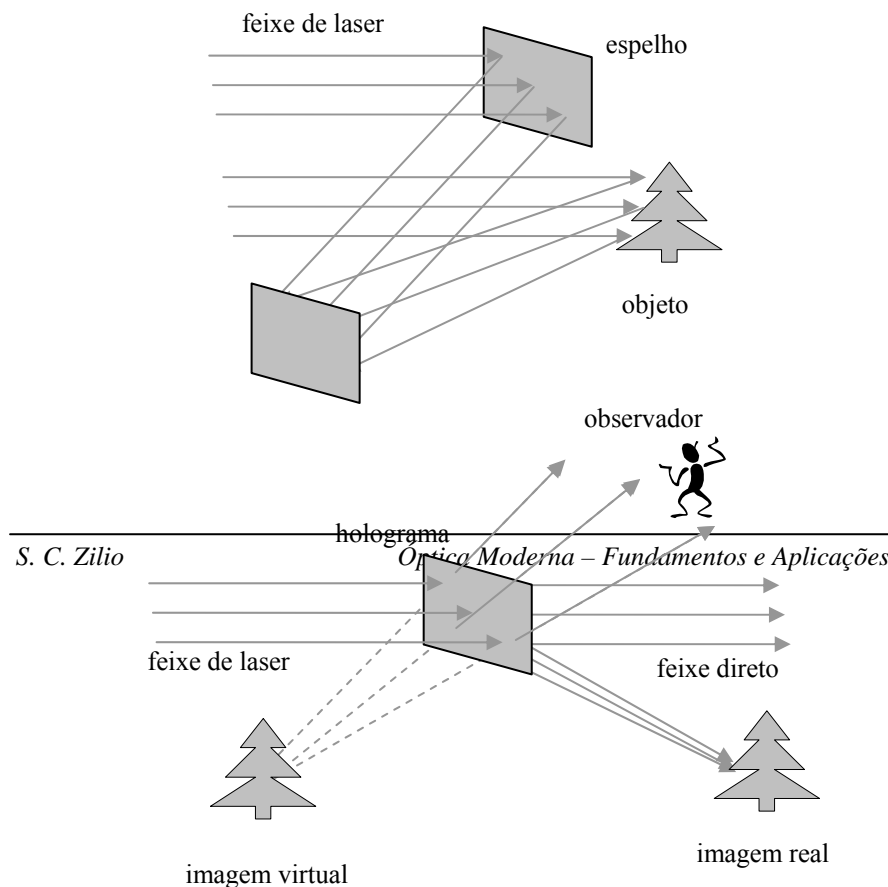 feixe de laser
espelho
objeto
observador
holograma
S. C. Zilio Óptica Moderna – Fundamentos e Aplicações
feixe de laser
feixe direto
imagem virtual
imagem real